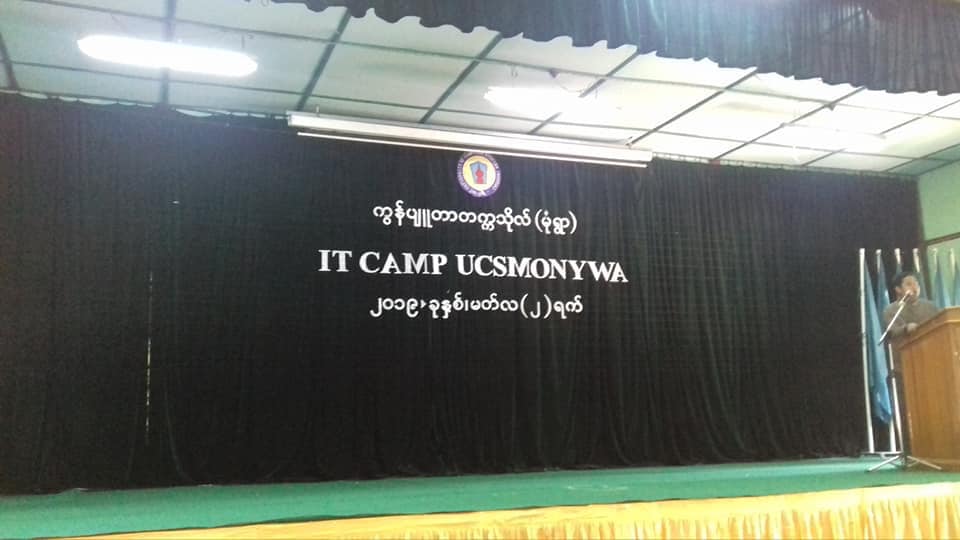 ကွန်ပျူတာတက္ကသိုလ် (မုံရွာ)
IT CAMP UCSMONYWA
၂၀၁၉ ခုနှစ်၊ မတ်လ (၂) ရက်